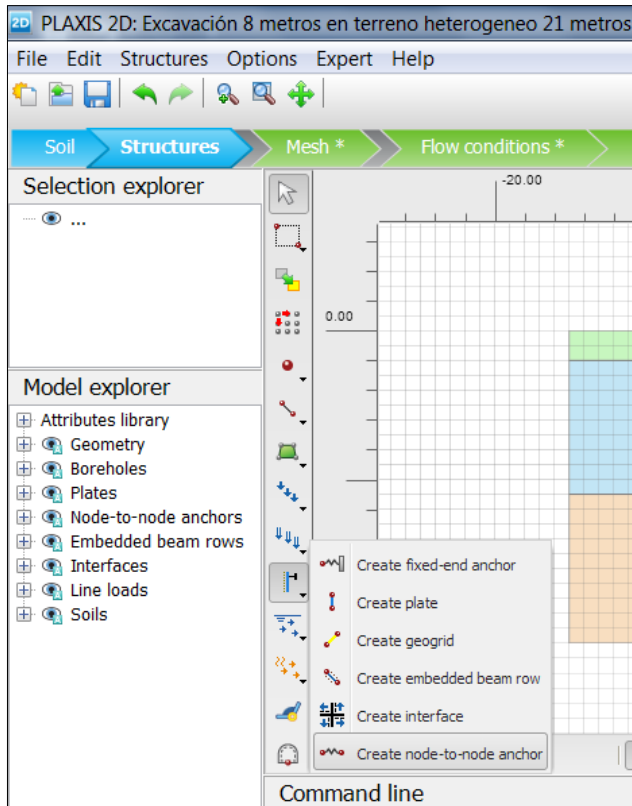 2D PLAXIS 2D: Excavación 8 metros en terreno heterogeneo 21 metros
File Edit Structures Options Expert Help
Soil Structures Mesh * Flow conditions *
Selection explorer
...
-20.00
0.00
Model explorer
Attributes library
Geometry
Boreholes
Plates
Node-to-node anchors
Embedded beam rows
Interfaces
Line loads
Soils
Create fixed-end anchor
Create plate
Create geogrid
Create embedded beam row
Create interface
Create node-to-node anchor
Command line